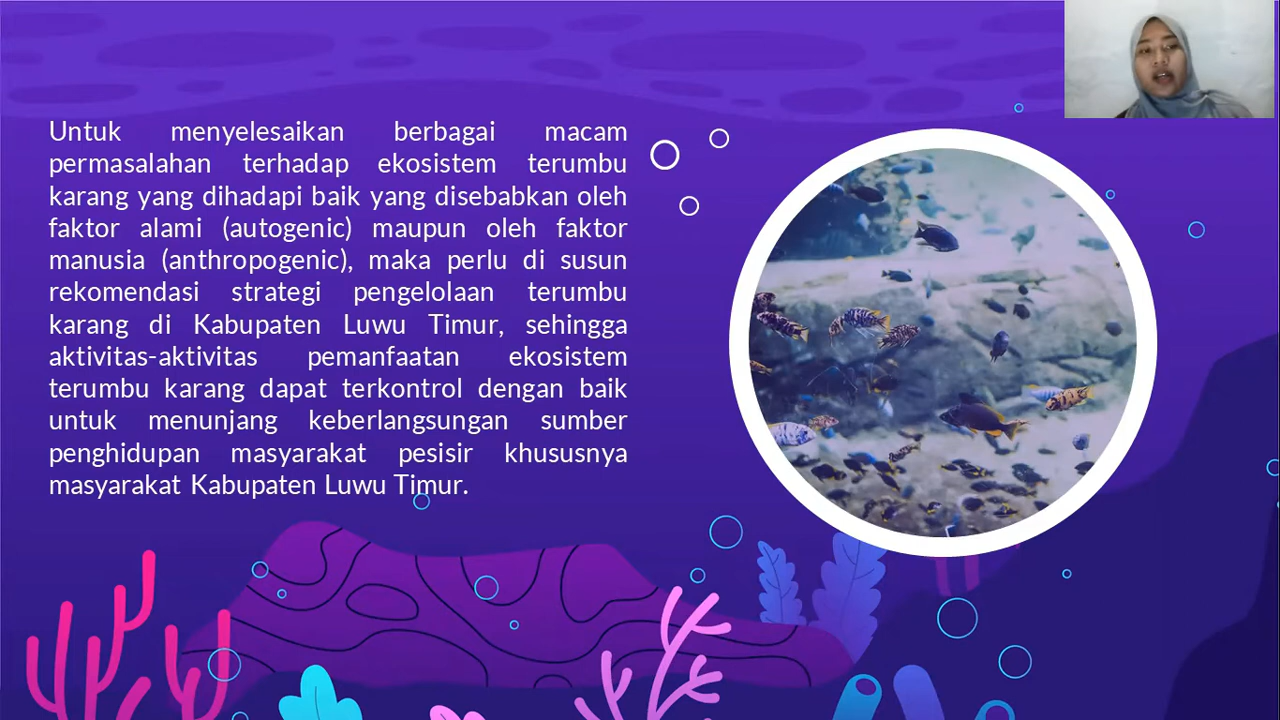 Untuk menyelesaikan berbagai macam
permasalahan terhadap ekosistem terumbu
karang yang dihadapi baik yang disebabkan oleh
faktor alami (autogenic) maupun oleh faktor
manusia (anthropogenic), maka perlu di susun
rekomendasi strategi pengelolaan terumbu
karang di Kabupaten Luwu Timur, sehingga
aktivitas-aktivitas pemanfaatan ekosistem
terumbu karang dapat terkontrol dengan baik
untuk menunjang keberlangsungan sumber
penghidupan masyarakat pesisir khususnya
masyarakat Kabupaten Luwu Timur.